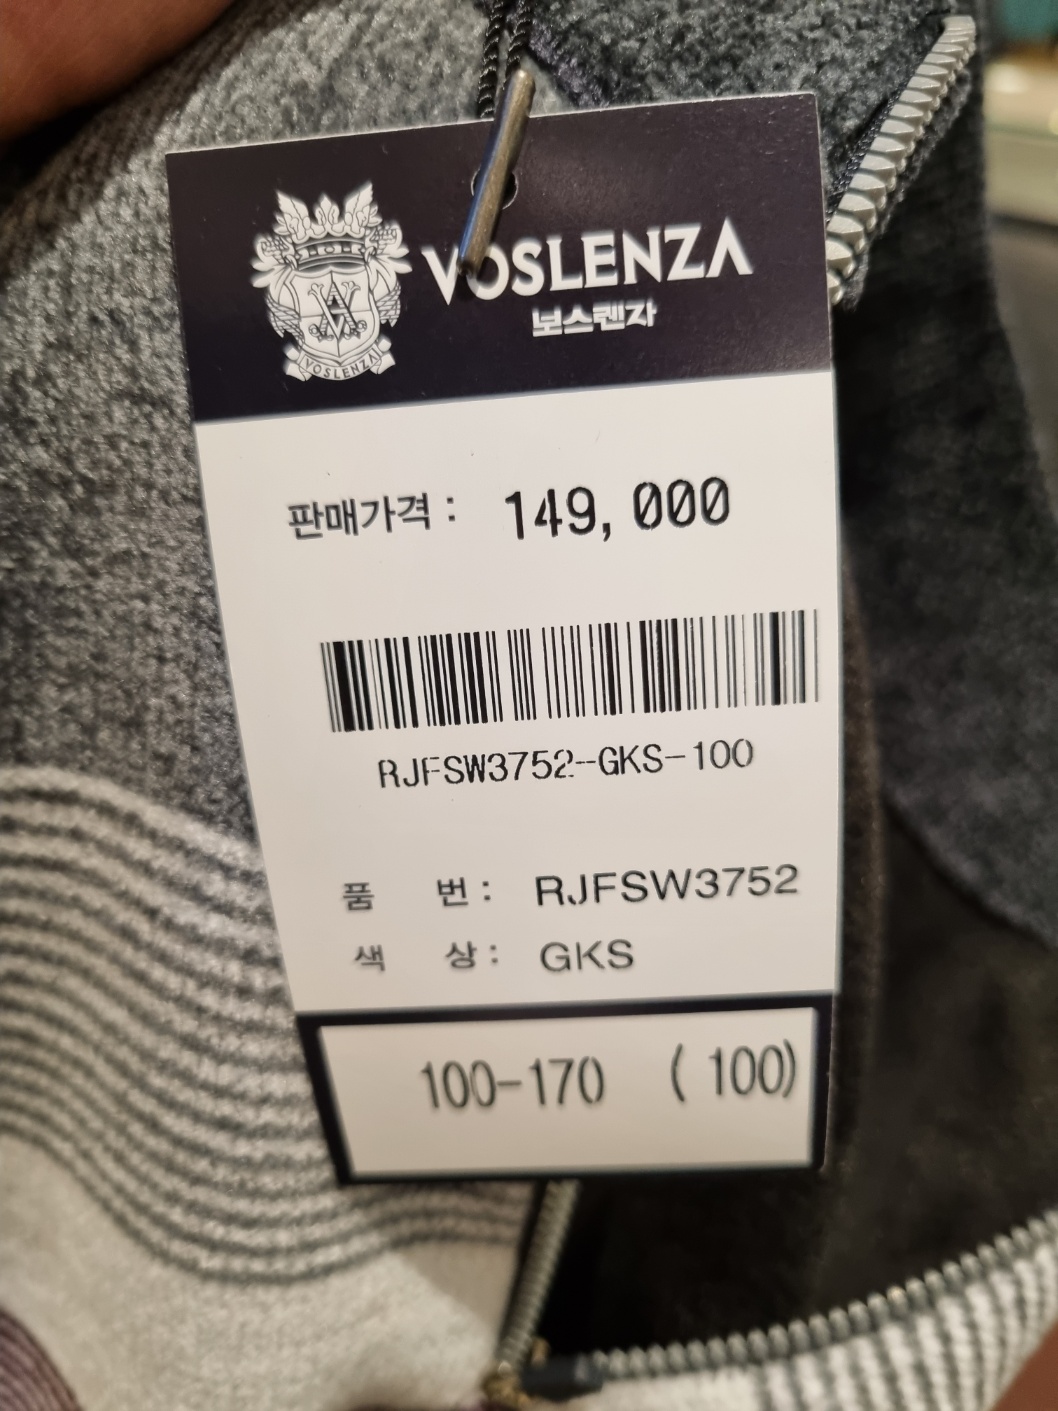 VOSLENZA
보스렌자
VOSLENZA
판매가격 : 149,000
RJFSW3752-GKS-100
품 번 : RJFSW3752
색 상 : GKS
100-170 ( 100)